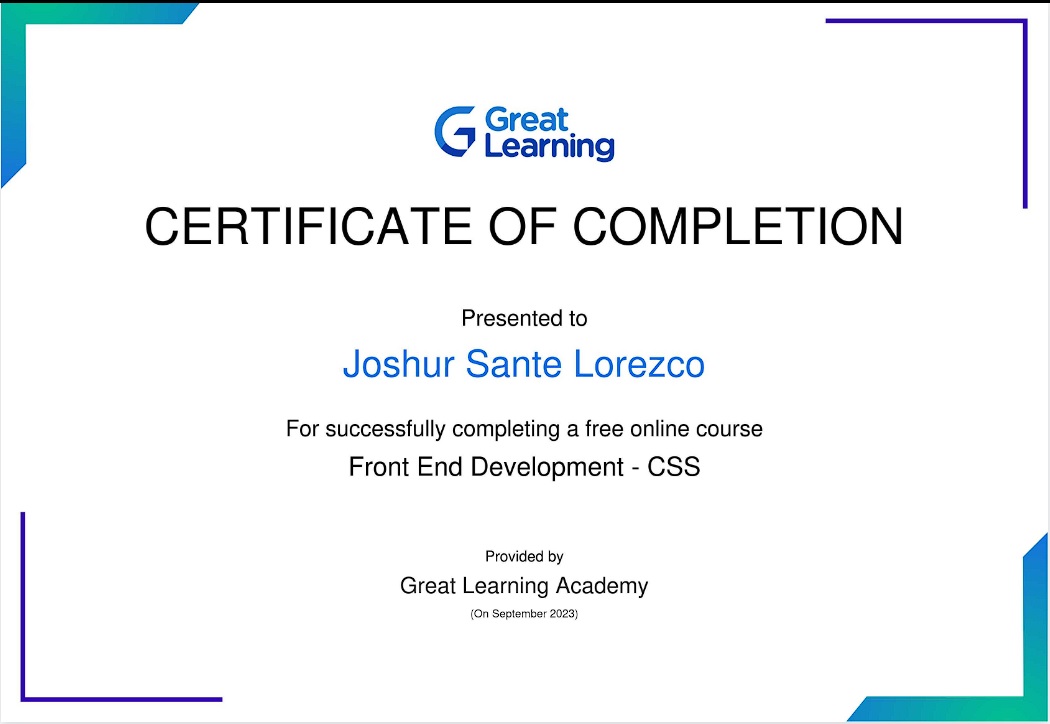 Great
Learning
CERTIFICATE OF COMPLETION
Presented to
Joshur Sante Lorezco
For successfully completing a free online course
Front End Development - CSS
Provided by
Great Learning Academy
(On September 2023)